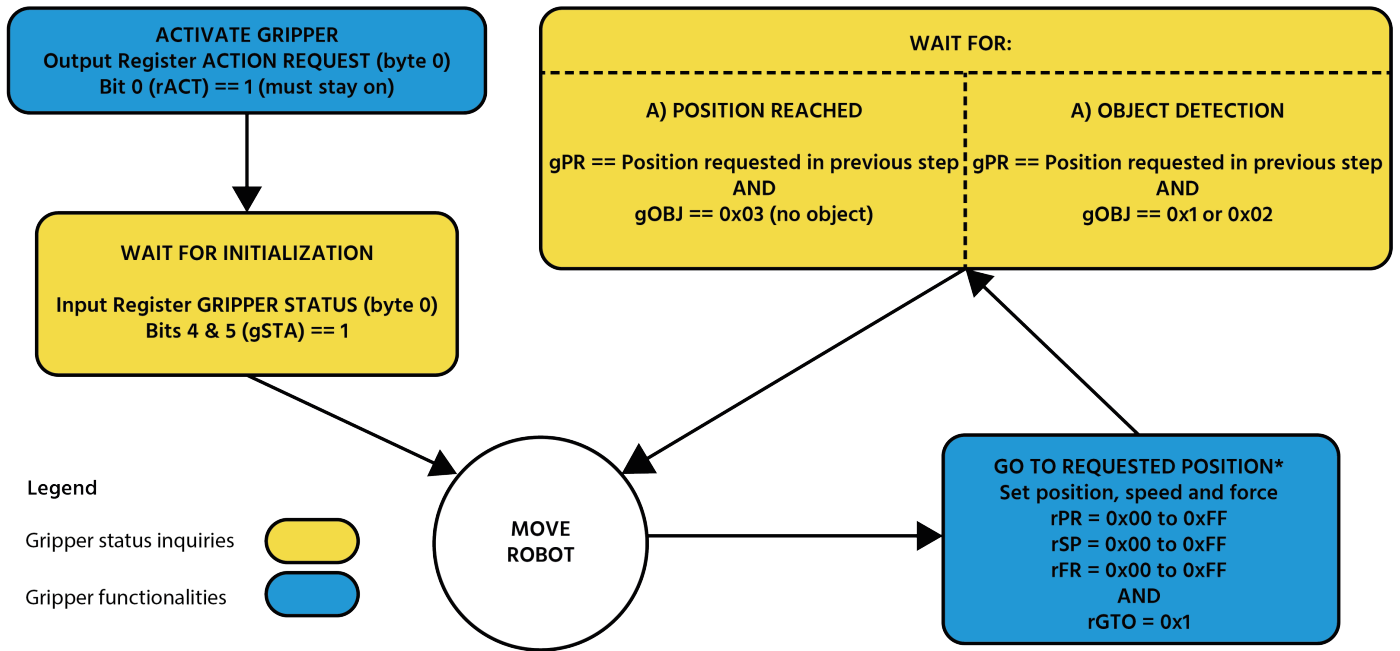 ACTIVATE GRIPPER
Output Register ACTION REQUEST (byte 0)
Bit 0 (rACT) == 1 (must stay on)
WAIT FOR INITIALIZATION
Input Register GRIPPER STATUS (byte 0)
Bits 4 & 5 (gSTA) == 1
WAIT FOR:
A) POSITION REACHED
gPR == Position requested in previous step
AND
gOBJ == 0x03 (no object)
A) OBJECT DETECTION
gPR == Position requested in previous step
AND
gOBJ == 0x1 or 0x02
MOVE
ROBOT
GO TO REQUESTED POSITION*
Set position, speed and force
rPR = 0x00 to 0xFF
rSP = 0x00 to 0xFF
rFR = 0x00 to 0xFF
AND
rGTO = 0x1
Legend
Gripper status inquiries
Gripper functionalities